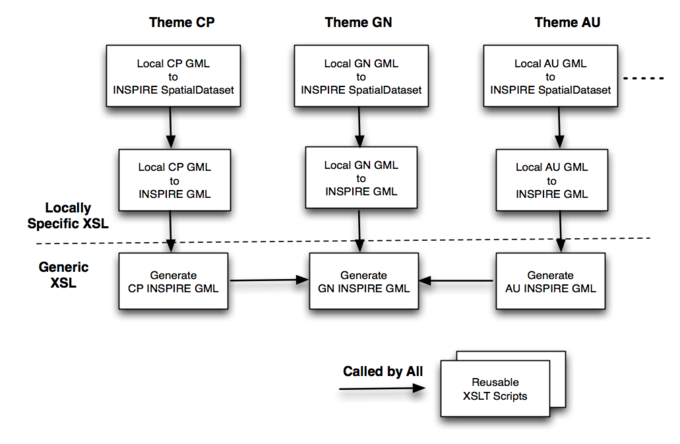 Theme CP
Theme GN
Theme AU
Local CP GML
to
INSPIRE SpatialDataset
Local GN GML
to
INSPIRE SpatialDataset
Local AU GML
to
INSPIRE SpatialDataset
Local CP GML
to
INSPIRE GML
Local GN GML
to
INSPIRE GML
Local AU GML
to
INSPIRE GML
Locally
Specific XSL
Generic
XSL
Generate
CP INSPIRE GML
Generate
GN INSPIRE GML
Generate
AU INSPIRE GML
Called by All
Reusable
XSLT Scripts